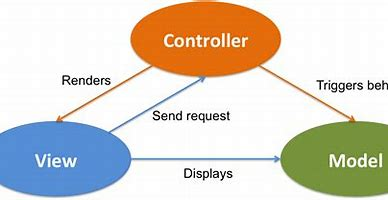 Controller
Renders
Triggers beh
Send request
View
Model
Displays